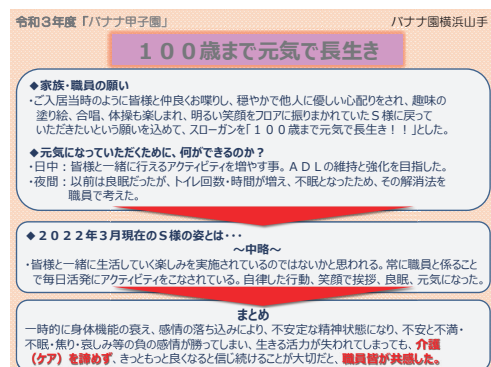 令和３年度「バナナ甲子園」
バナナ園横浜山手
１００歳まで元気で長生き
◆家族・職員の願い
・ご入居当時のように皆様と仲良くお喋りし、穏やかで他人に優しい心配りをされ、趣味の
塗り絵、合唱、体操も楽しまれ、明るい笑顔をフロアに振りまかれていたS様に戻って
いただきたいという願いを込めて、スローガンを「１００歳まで元気で長生き！！」とした。
◆元気になっていただくために、何ができるのか？
・日中：皆様と一緒に行えるアクティビティを増やす事。ＡＤＬの維持と強化を目指した。
・夜間：以前は良眠だったが、トイレ回数・時間が増え、不眠となったため、その解消法を
職員で考えた。
◆２０２２年３月現在のＳ様の姿とは・・・
～中略～
・皆様と一緒に生活していく楽しみを実施されているのではないかと思われる。常に職員と係ること
で毎日活発にアクティビティをこなされている。自律した行動、笑顔で挨拶、良眠、元気になった。
まとめ
一時的に身体機能の衰え、感情の落ち込みにより、不安定な精神状態になり、不安と不満・
不眠・焦り・哀しみ等の負の感情が勝ってしまい、生きる活力が失われてしまっても、介護
（ケア）を諦めず、きっともっと良くなると信じ続けることが大切だと、職員皆が共感した。